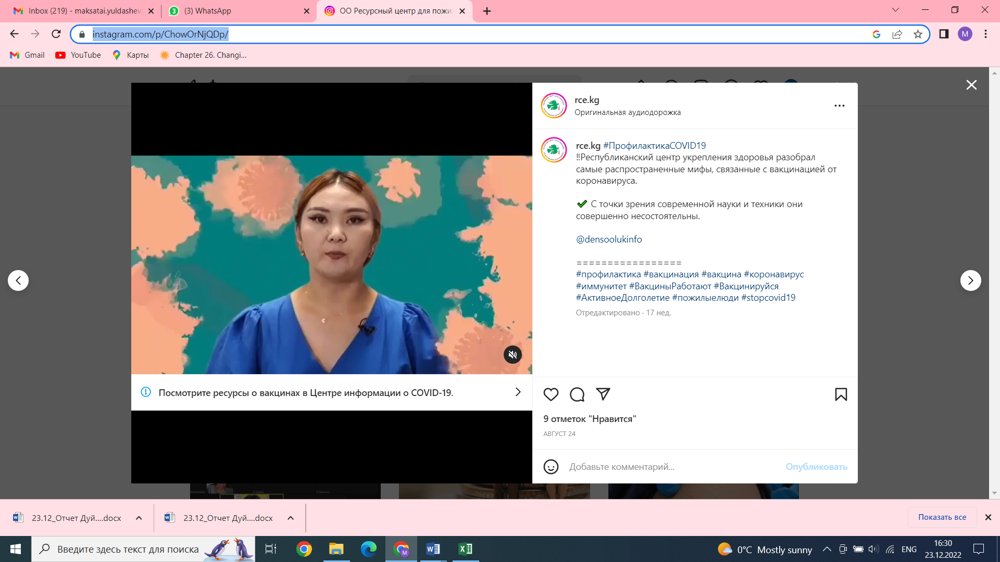 Inbox (219) - maksatai.yuldashev
(3) WhatsApp
ОО Ресурсный центр для пожи
instagram.com/p/ChowOrNjQDp/
M
Gmail
YouTube
Карты
Chapter 26. Changi...
rce.kg
Оригинальная аудиодорожка
rce.kg #ПрофилактикаCOVID19
‼Республиканский центр укрепления здоровья разобрал
самые распространенные мифы, связанные с вакцинацией от
коронавируса.
✔ С точки зрения современной науки и техники они
совершенно несостоятельны.
@densoolukinfo
=================
#профилактика #вакцинация #вакцина #коронавирус
#иммунитет #ВакциныРаботают #Вакцинируйся
#АктивноеДолголетие #пожилыелюди #stopcovid19
Отредактировано · 17 нед.
Посмотрите ресурсы о вакцинах в Центре информации о COVID-19.
9 отметок "Нравится"
АВГУСТ 24
Добавьте комментарий...
Опубликовать
23.12_Отчет Дуй....docx
23.12_Отчет Дуй....docx
Показать все
Введите здесь текст для поиска
0°C Mostly sunny
ENG
16:30
23.12.2022